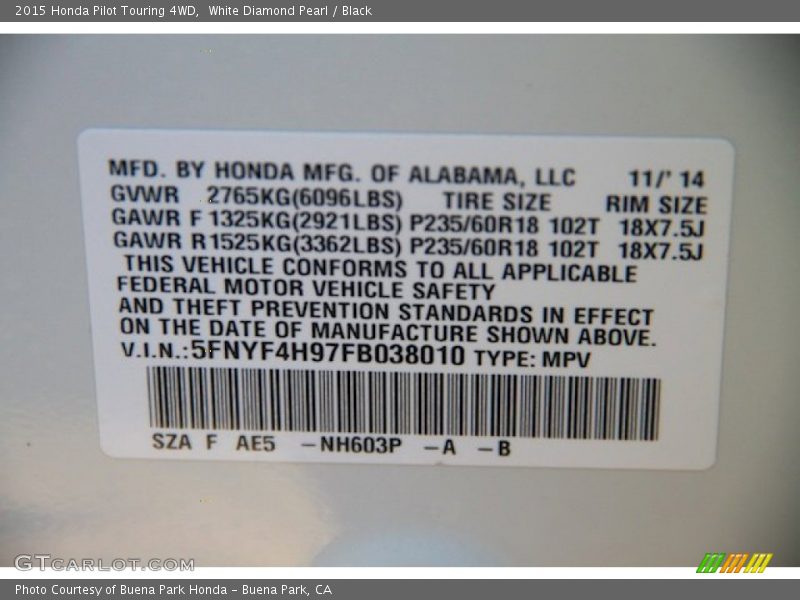 2015 Honda Pilot Touring 4WD,  White Diamond Pearl / Black
MFD. BY HONDA MFG. OF ALABAMA, LLC 11/' 14
GVWR 2765KG(6096LBS) TIRE SIZE RIM SIZE
GAWR F 1325KG(2921LBS) P235/60R18 102T 18X7.5J
GAWR R 1525KG(3362LBS) P235/60R18 102T 18X7.5J
THIS VEHICLE CONFORMS TO ALL APPLICABLE
FEDERAL MOTOR VEHICLE SAFETY
AND THEFT PREVENTION STANDARDS IN EFFECT
ON THE DATE OF MANUFACTURE SHOWN ABOVE.
V.I.N.:5FNYF4H97FB038010 TYPE: MPV
SZA F AE5 -NH603P -A -B
GTCARLOT.COM
Photo Courtesy of Buena Park Honda - Buena Park, CA